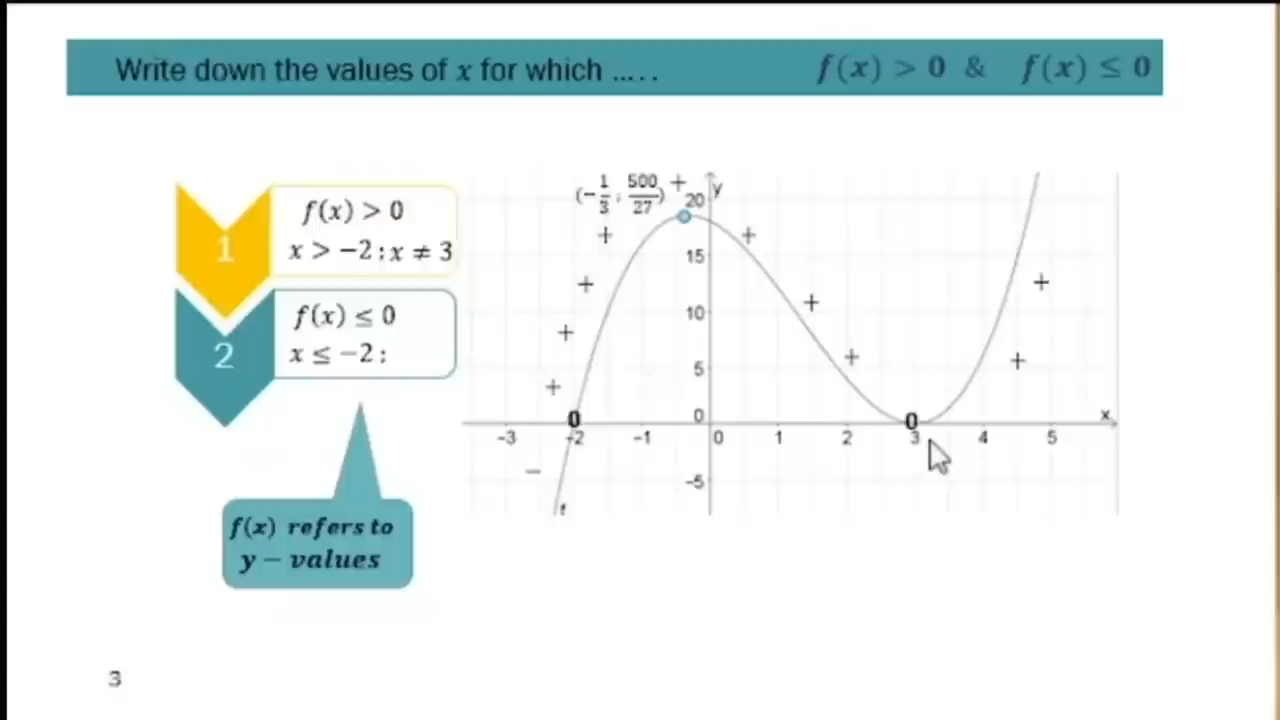 Write down the values of x for which ..... f(x) > 0 & f(x) ≤ 0
1
f(x) > 0
x > −2 ; x ≠ 3
2
f(x) ≤ 0
x ≤ −2 ;
f(x) refers to
y − values
(−1/3 ; 500/27)
+
y
20
+
+
15
+
+
10
+
+
+
5
+
+
+
0
0
0
x
-3
-2
-1
0
1
2
3
4
5
−
-5
f
3